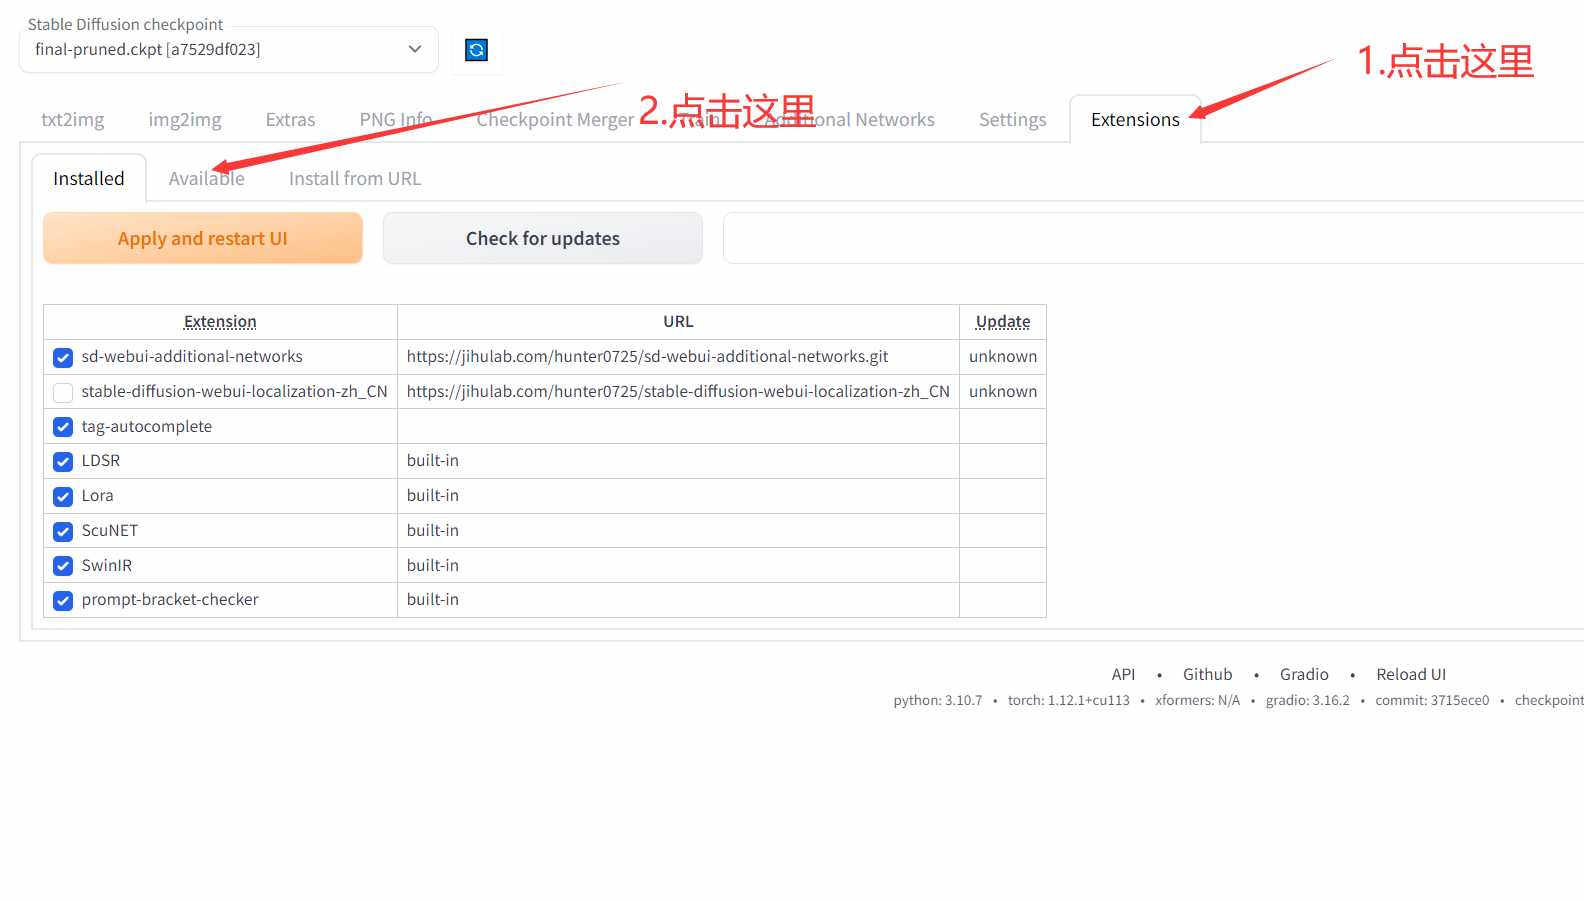 Stable Diffusion checkpoint
final-pruned.ckpt [a7529df023]
1.点击这里
2.点击这里
txt2img img2img Extras PNG Info Checkpoint Merger Train Additional Networks Settings Extensions
Installed Available Install from URL
Apply and restart UI Check for updates
Extension URL Update
sd-webui-additional-networks https://jihulab.com/hunter0725/sd-webui-additional-networks.git unknown
stable-diffusion-webui-localization-zh_CN https://jihulab.com/hunter0725/stable-diffusion-webui-localization-zh_CN unknown
tag-autocomplete
LDSR built-in
Lora built-in
ScuNET built-in
SwinIR built-in
prompt-bracket-checker built-in
API • Github • Gradio • Reload UI
python: 3.10.7 • torch: 1.12.1+cu113 • xformers: N/A • gradio: 3.16.2 • commit: 3715ece0 • checkpoint